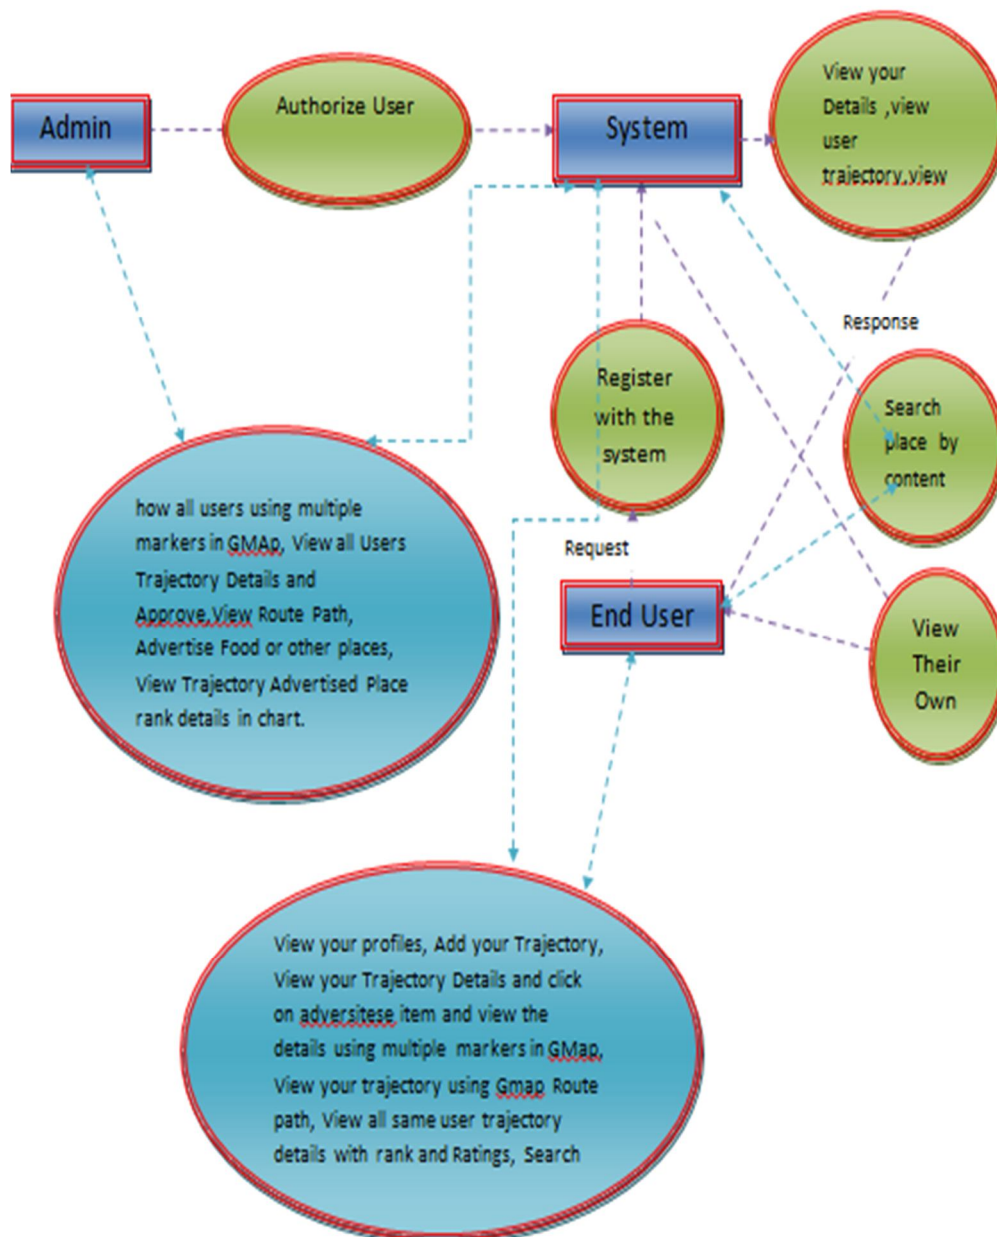 Admin
Authorize User
System
View your
Details ,view
user
trajectory,view
Response
Register
with the
system
Search
place by
content
Request
End User
View
Their
Own
how all users using multiple
markers in GMAp, View all Users
Trajectory Details and
Approve,View Route Path,
Advertise Food or other places,
View Trajectory Advertised Place
rank details in chart.
View your profiles, Add your Trajectory,
View your Trajectory Details and click
on adversitese item and view the
details using multiple markers in GMap,
View your trajectory using Gmap Route
path, View all same user trajectory
details with rank and Ratings, Search